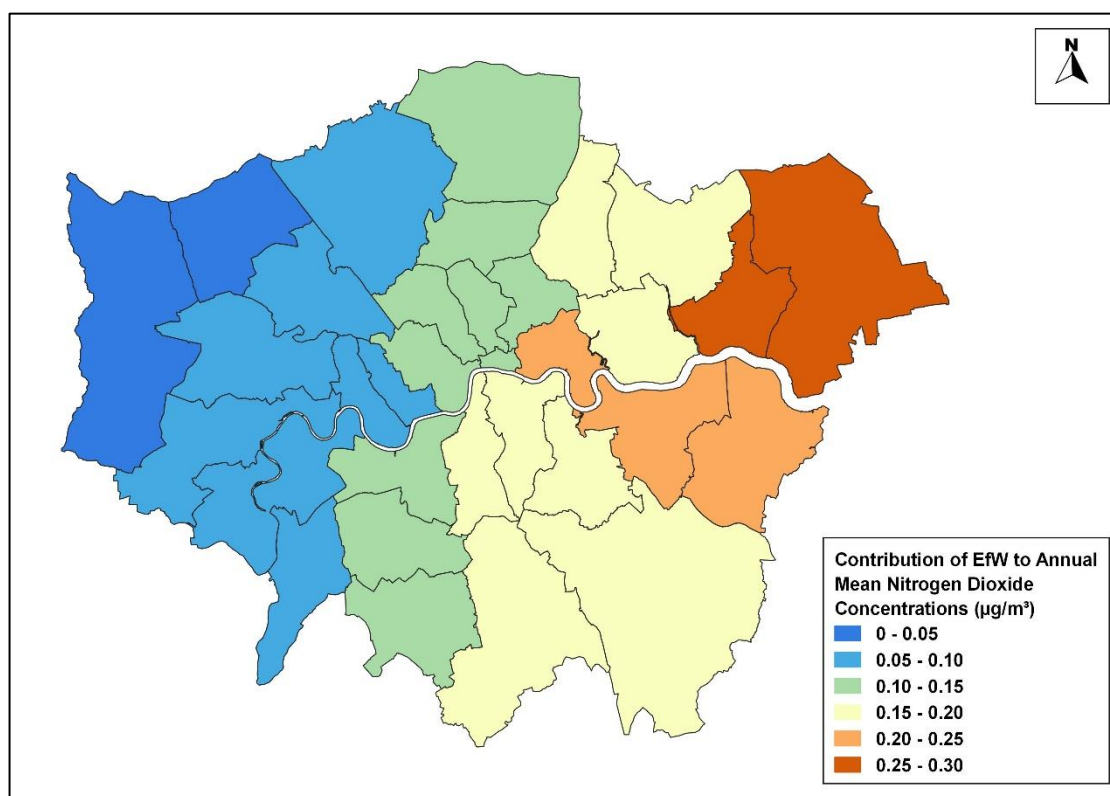 N
Contribution of EfW to Annual
Mean Nitrogen Dioxide
Concentrations (µg/m³)
0 - 0.05
0.05 - 0.10
0.10 - 0.15
0.15 - 0.20
0.20 - 0.25
0.25 - 0.30